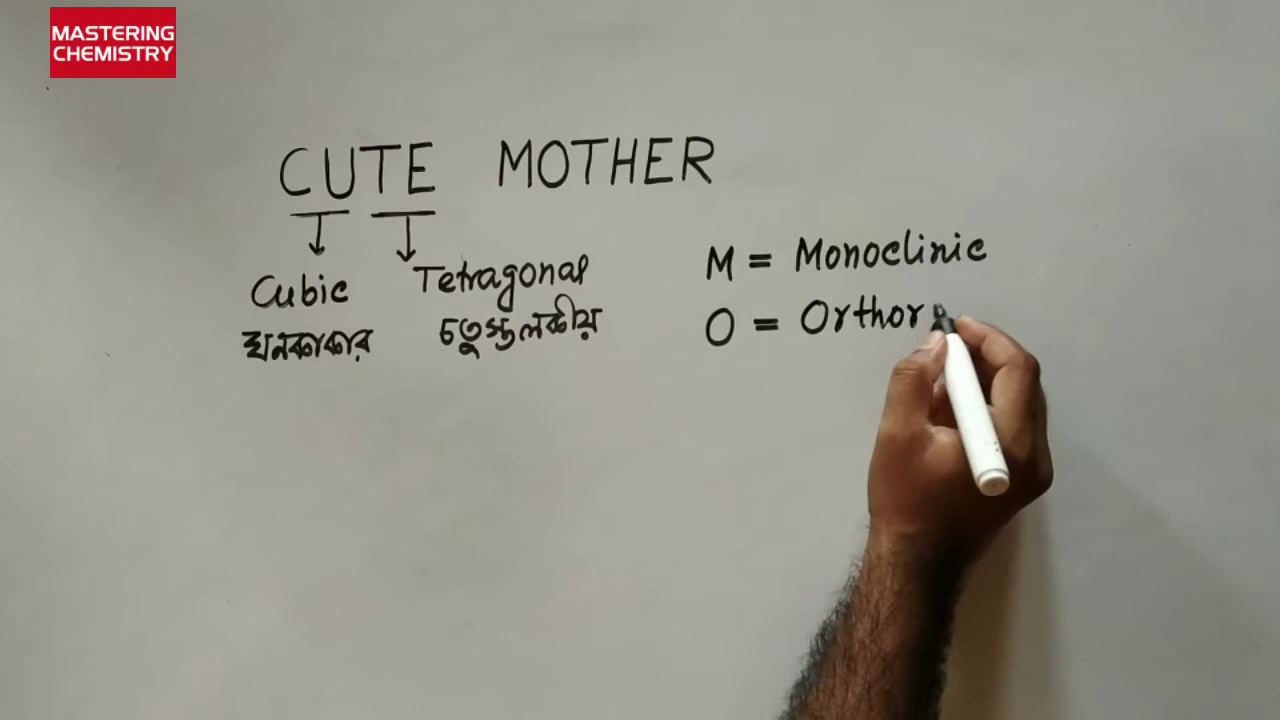 MASTERING
CHEMISTRY
CUTE MOTHER
Cubic
ঘনকাকার
Tetragonal
চতুস্তলকীয়
M = Monoclinic
O = Orthor